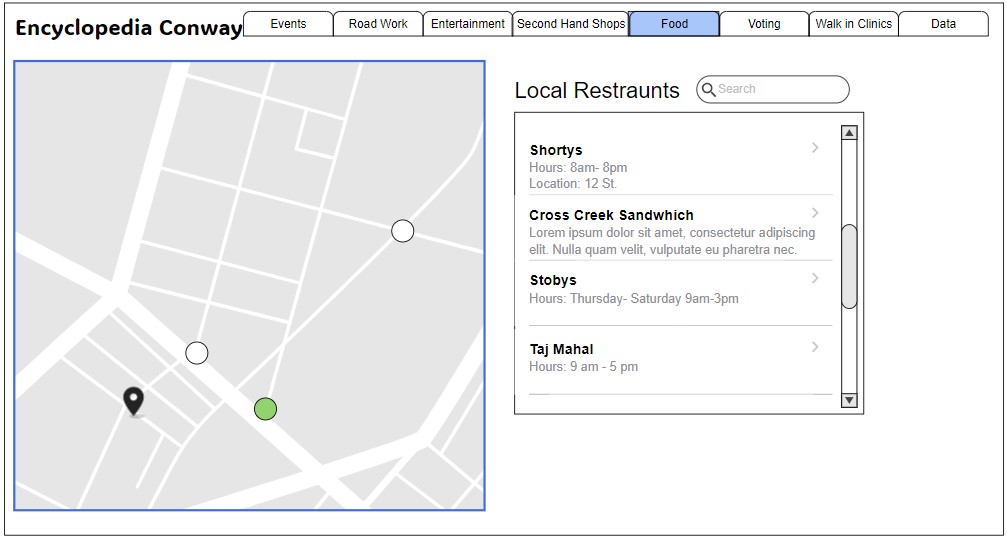 Encyclopedia Conway
Events
Road Work
Entertainment
Second Hand Shops
Food
Voting
Walk in Clinics
Data
Local Restraunts
Search
Shortys
Hours: 8am- 8pm
Location: 12 St.
Cross Creek Sandwhich
Lorem ipsum dolor sit amet, consectetur adipiscing
elit. Nulla quam velit, vulputate eu pharetra nec.
Stobys
Hours: Thursday- Saturday 9am-3pm
Taj Mahal
Hours: 9 am - 5 pm